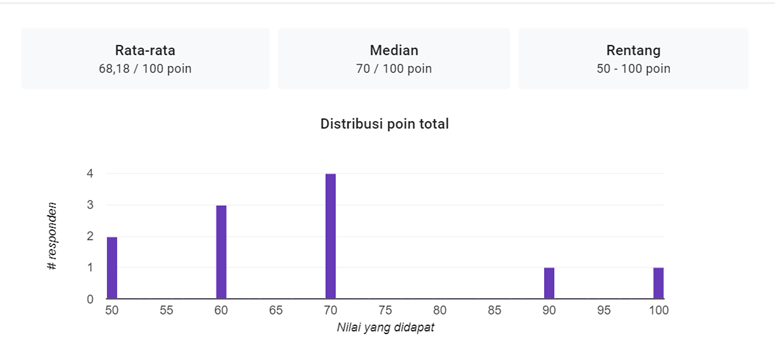 Rata-rata
68,18 / 100 poin
Median
70 / 100 poin
Rentang
50 - 100 poin
Distribusi poin total
# responden
4
3
2
1
0
50 55 60 65 70 75 80 85 90 95 100
Nilai yang didapat